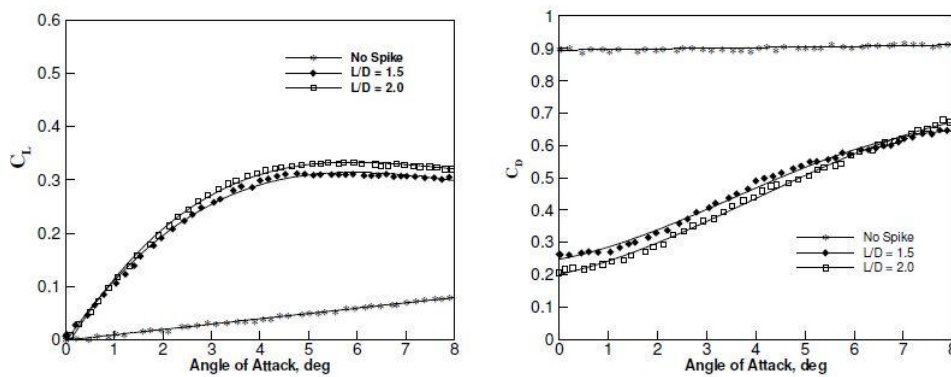 0.6
0.5
0.4
0.3
0.2
0.1
0
C_L
No Spike
L/D = 1.5
L/D = 2.0
0 1 2 3 4 5 6 7 8
Angle of Attack, deg
1
0.9
0.8
0.7
0.6
0.5
0.4
0.3
0.2
0.1
0
C_D
No Spike
L/D = 1.5
L/D = 2.0
0 1 2 3 4 5 6 7 8
Angle of Attack, deg